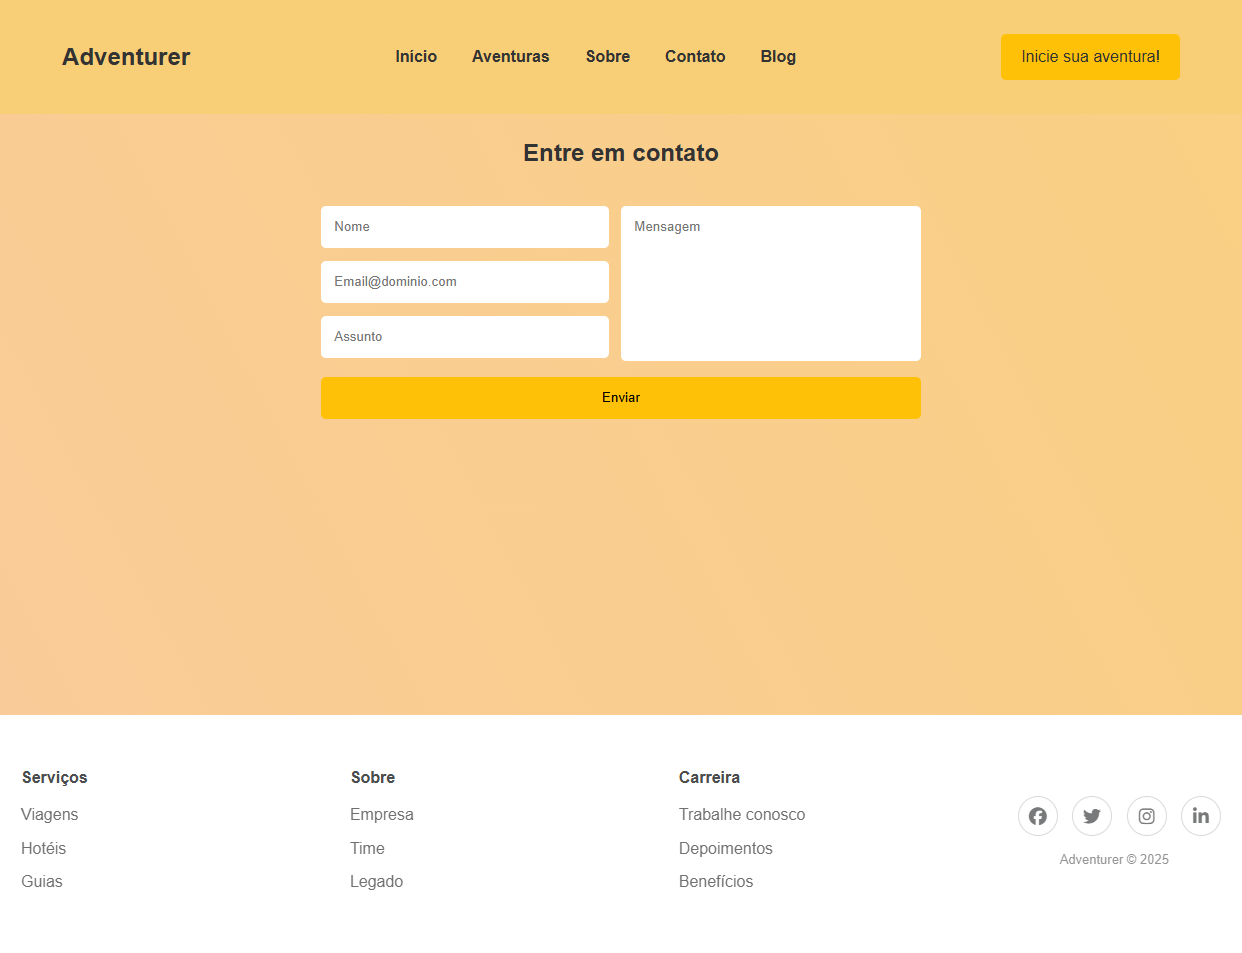 Adventurer
Início
Aventuras
Sobre
Contato
Blog
Inicie sua aventura!
Entre em contato
Nome
Email@dominio.com
Assunto
Mensagem
Enviar
Serviços
Viagens
Hotéis
Guias
Sobre
Empresa
Time
Legado
Carreira
Trabalhe conosco
Depoimentos
Benefícios
Adventurer © 2025